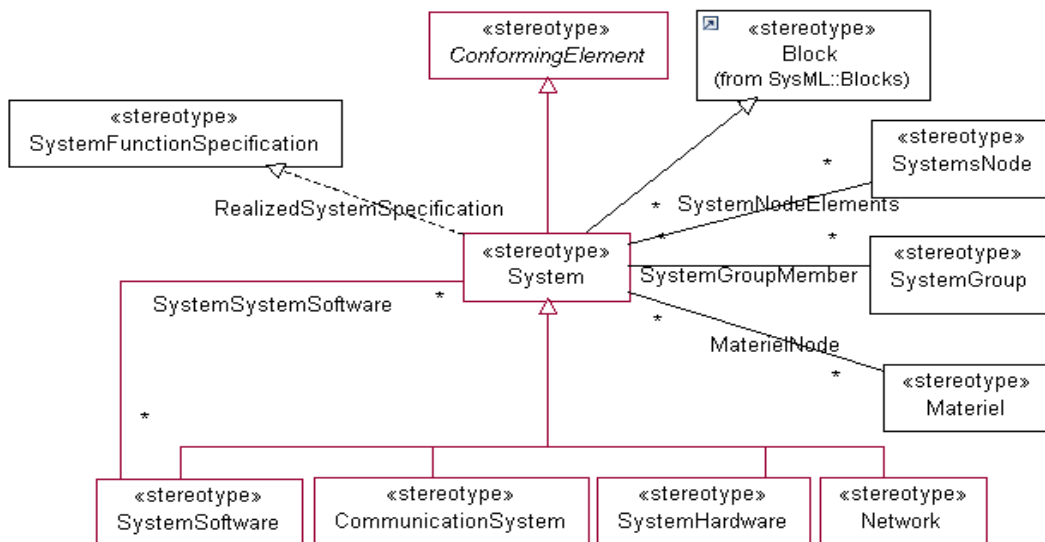 «stereotype»
ConformingElement
«stereotype»
Block
(from SysML::Blocks)
«stereotype»
SystemFunctionSpecification
«stereotype»
SystemsNode
*
RealizedSystemSpecification
*
SystemNodeElements
«stereotype»
System
*
*
SystemGroupMember
«stereotype»
SystemGroup
SystemSystemSoftware
*
*
MaterielNode
*
«stereotype»
Materiel
*
«stereotype»
SystemSoftware
«stereotype»
CommunicationSystem
«stereotype»
SystemHardware
«stereotype»
Network